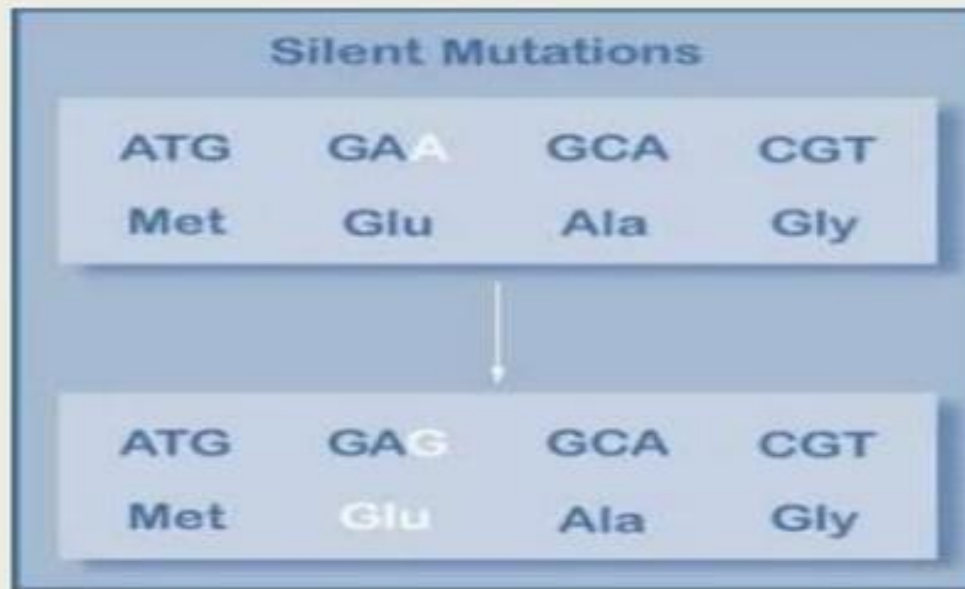 Silent Mutations
ATG GAA GCA CGT
Met Glu Ala Gly
ATG GAG GCA CGT
Met Glu Ala Gly